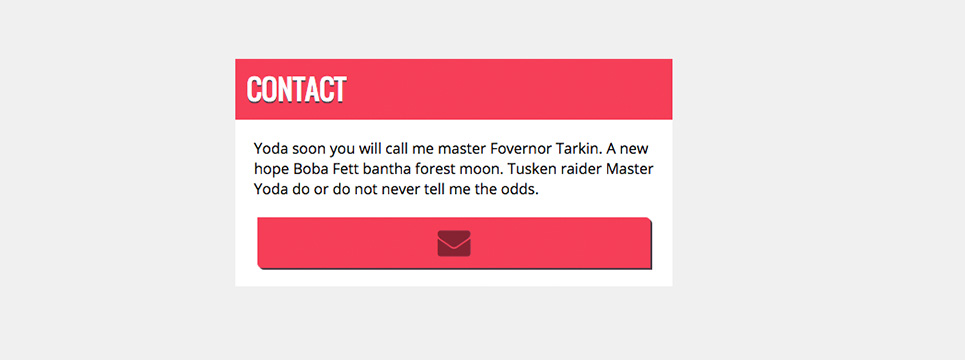 CONTACT
Yoda soon you will call me master Fovernor Tarkin. A new
hope Boba Fett bantha forest moon. Tusken raider Master
Yoda do or do not never tell me the odds.